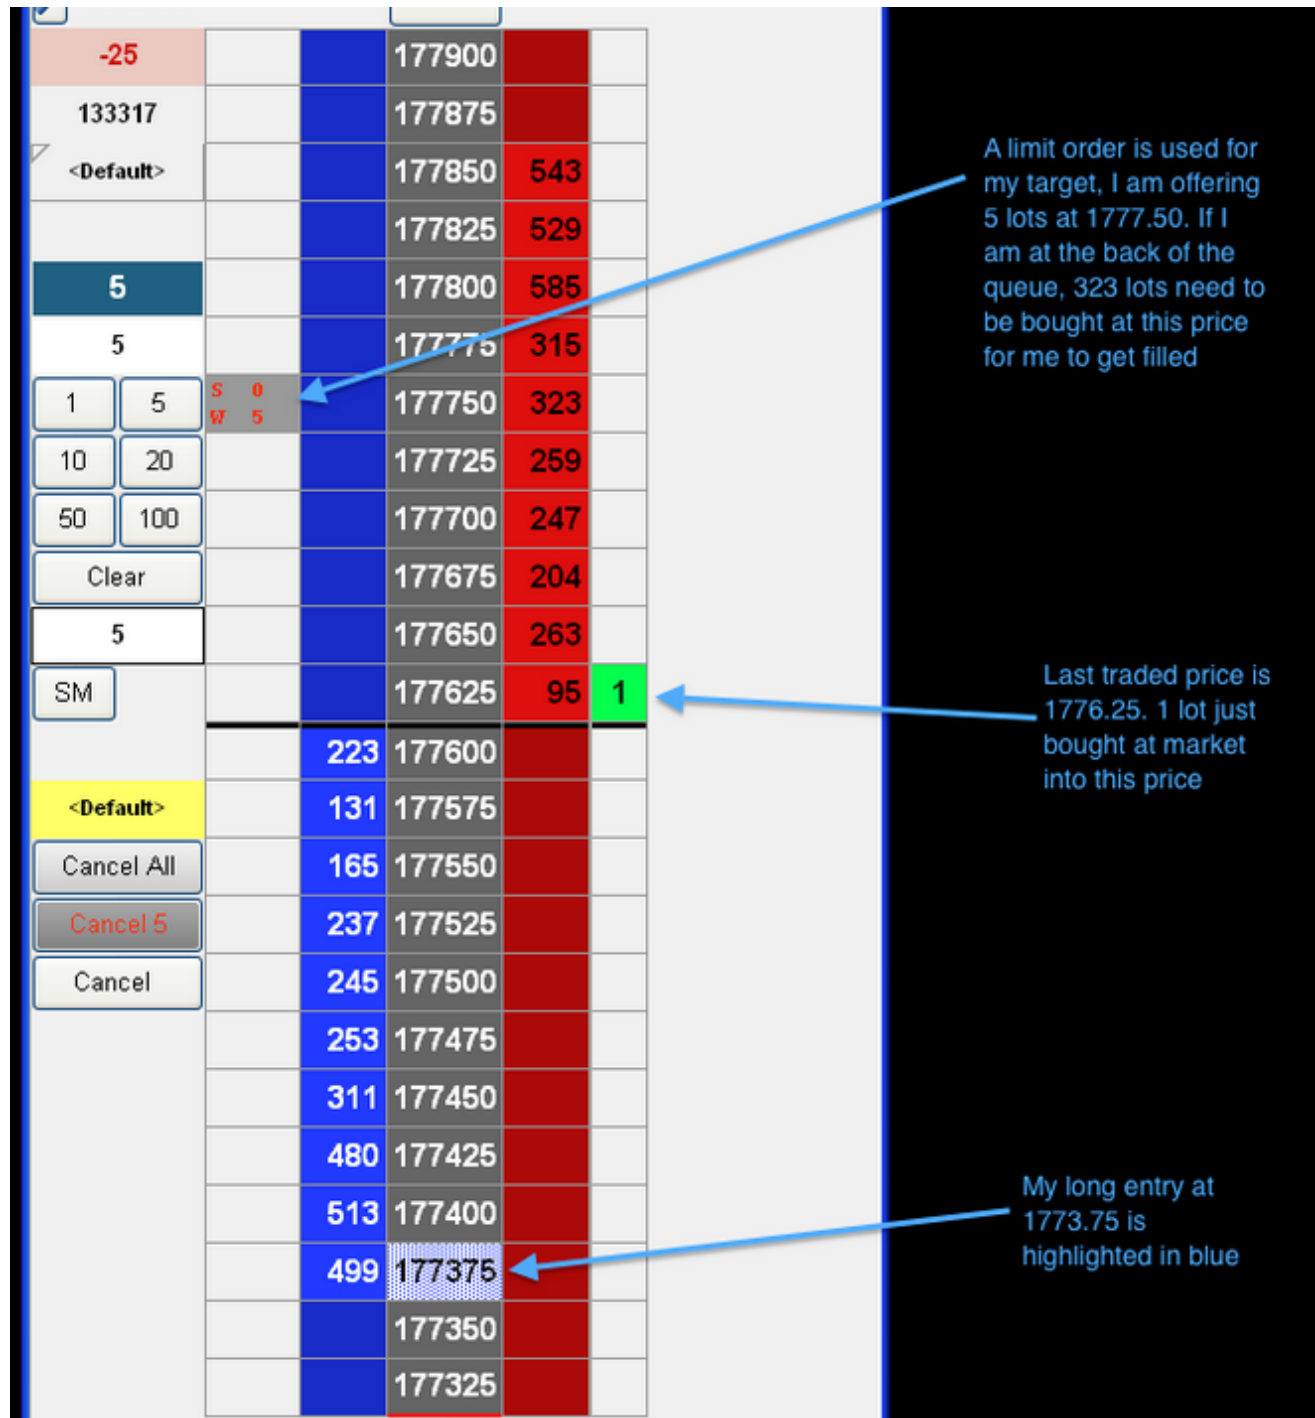 -25 177900
133317 177875
<Default> 177850 543
177825 529
5 177800 585
5 177775 315
1 5 S 0 177750 323
W 5
10 20 177725 259
50 100 177700 247
Clear 177675 204
5 177650 263
SM 177625 95 1
223 177600
<Default> 131 177575
Cancel All 165 177550
Cancel 5 237 177525
Cancel 245 177500
253 177475
311 177450
480 177425
513 177400
499 177375
177350
177325
A limit order is used for
my target, I am offering
5 lots at 1777.50. If I
am at the back of the
queue, 323 lots need to
be bought at this price
for me to get filled
Last traded price is
1776.25. 1 lot just
bought at market
into this price
My long entry at
1773.75 is
highlighted in blue